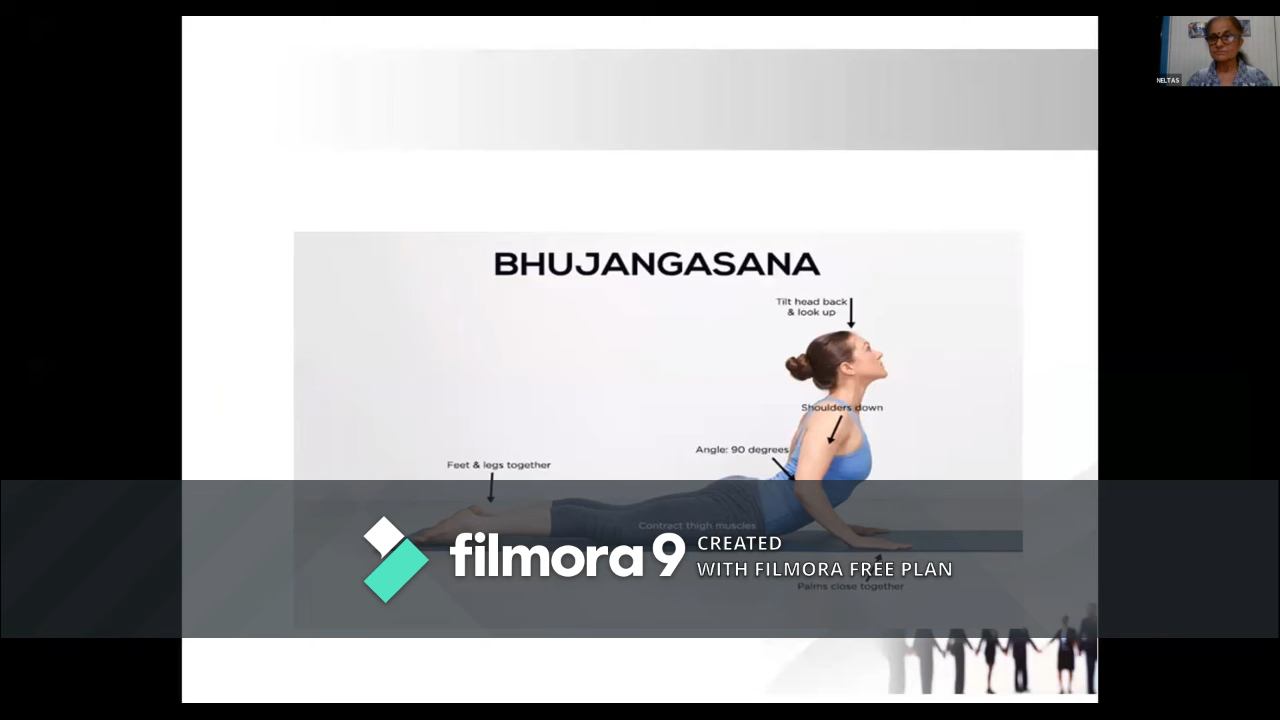 NELTAS
BHUJANGASANA
Tilt head back
& look up
Shoulders down
Angle: 90 degrees
Feet & legs together
Contract thigh muscles
filmora9
CREATED
WITH FILMORA FREE PLAN
Palms close together